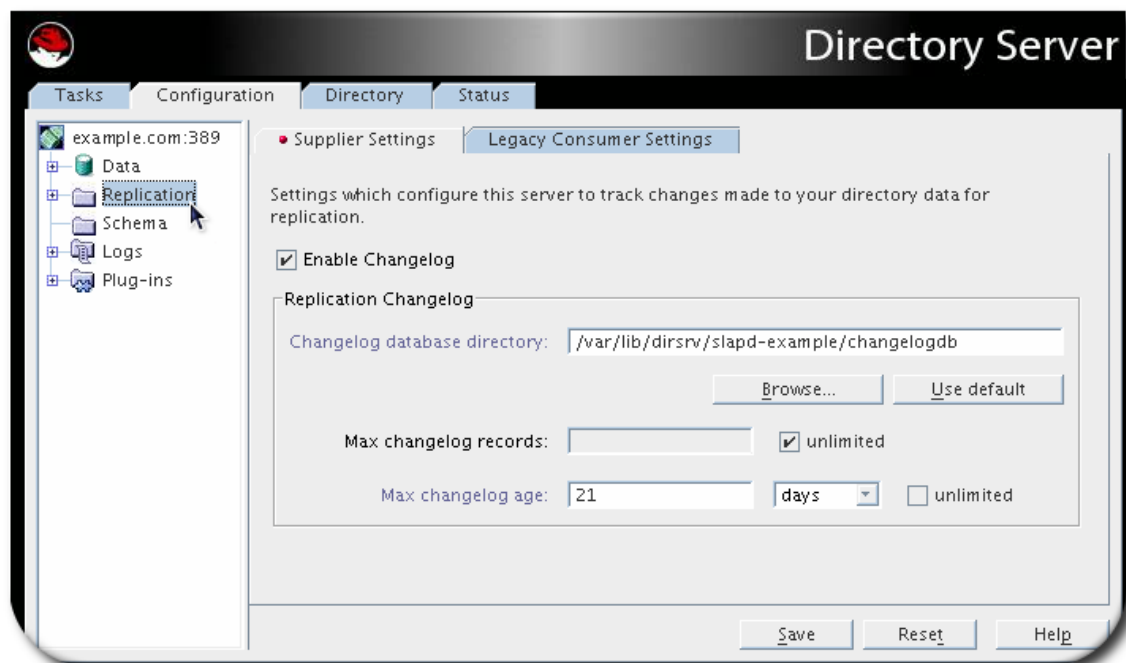 Directory Server
Tasks Configuration Directory Status
example.com:389
Data
Replication
Schema
Logs
Plug-ins
Supplier Settings Legacy Consumer Settings
Settings which configure this server to track changes made to your directory data for
replication.
Enable Changelog
Replication Changelog
Changelog database directory: /var/lib/dirsrv/slapd-example/changelogdb
Browse... Use default
Max changelog records: unlimited
Max changelog age: 21 days unlimited
Save Reset Help